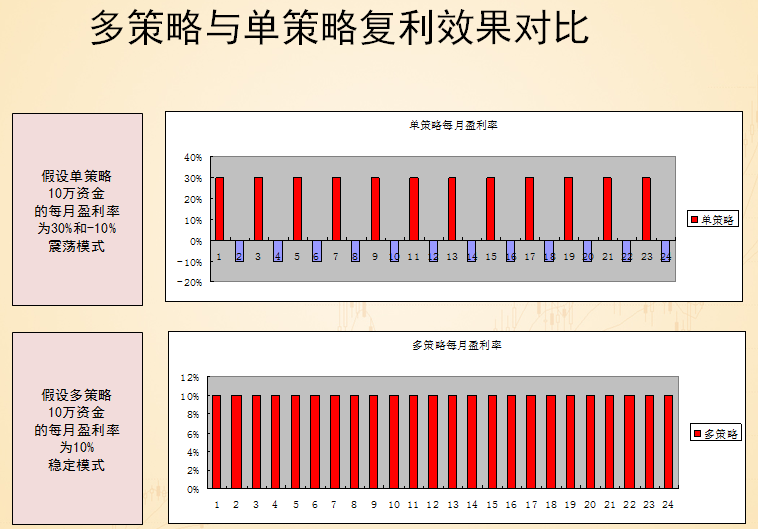 多策略与单策略复利效果对比
假设单策略
10万资金
的每月盈利率
为30%和-10%
震荡模式
单策略每月盈利率
40%
30%
20%
10%
0%
-10%
-20%
1 2 3 4 5 6 7 8 9 10 11 12 13 14 15 16 17 18 19 20 21 22 23 24
单策略
假设多策略
10万资金
的每月盈利率
为10%
稳定模式
多策略每月盈利率
12%
10%
8%
6%
4%
2%
0%
1 2 3 4 5 6 7 8 9 10 11 12 13 14 15 16 17 18 19 20 21 22 23 24
多策略